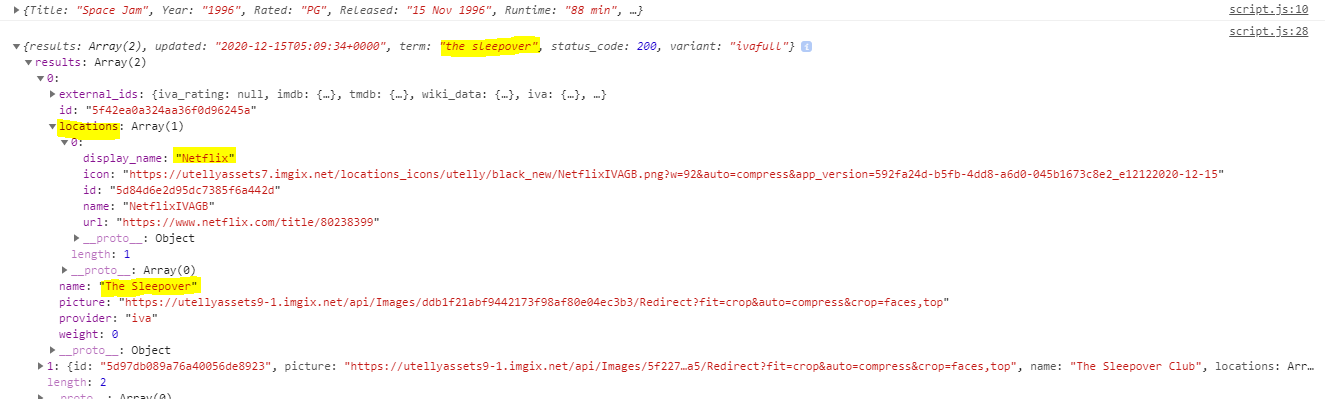 {Title: "Space Jam", Year: "1996", Rated: "PG", Released: "15 Nov 1996", Runtime: "88 min", …} script.js:10
script.js:28
{results: Array(2), updated: "2020-12-15T05:09:34+0000", term: "the sleepover", status_code: 200, variant: "ivafull"} i
results: Array(2)
0:
external_ids: {iva_rating: null, imdb: {…}, tmdb: {…}, wiki_data: {…}, iva: {…}, …}
id: "5f42ea0a324aa36f0d96245a"
locations: Array(1)
0:
display_name: "Netflix"
icon: "https://utellyassets7.imgix.net/locations_icons/utelly/black_new/NetflixIVAGB.png?w=92&auto=compress&app_version=592fa24d-b5fb-4dd8-a6d0-045b1673c8e2_e12122020-12-15"
id: "5d84d6e2d95dc7385f6a442d"
name: "NetflixIVAGB"
url: "https://www.netflix.com/title/80238399"
__proto__: Object
length: 1
__proto__: Array(0)
name: "The Sleepover"
picture: "https://utellyassets9-1.imgix.net/api/Images/ddb1f21abf9442173f98af80e04ec3b3/Redirect?fit=crop&auto=compress&crop=faces,top"
provider: "iva"
weight: 0
__proto__: Object
1: {id: "5d97db089a76a40056de8923", picture: "https://utellyassets9-1.imgix.net/api/Images/5f227…a5/Redirect?fit=crop&auto=compress&crop=faces,top", name: "The Sleepover Club", locations: Arr…
length: 2
__proto__: Array(0)